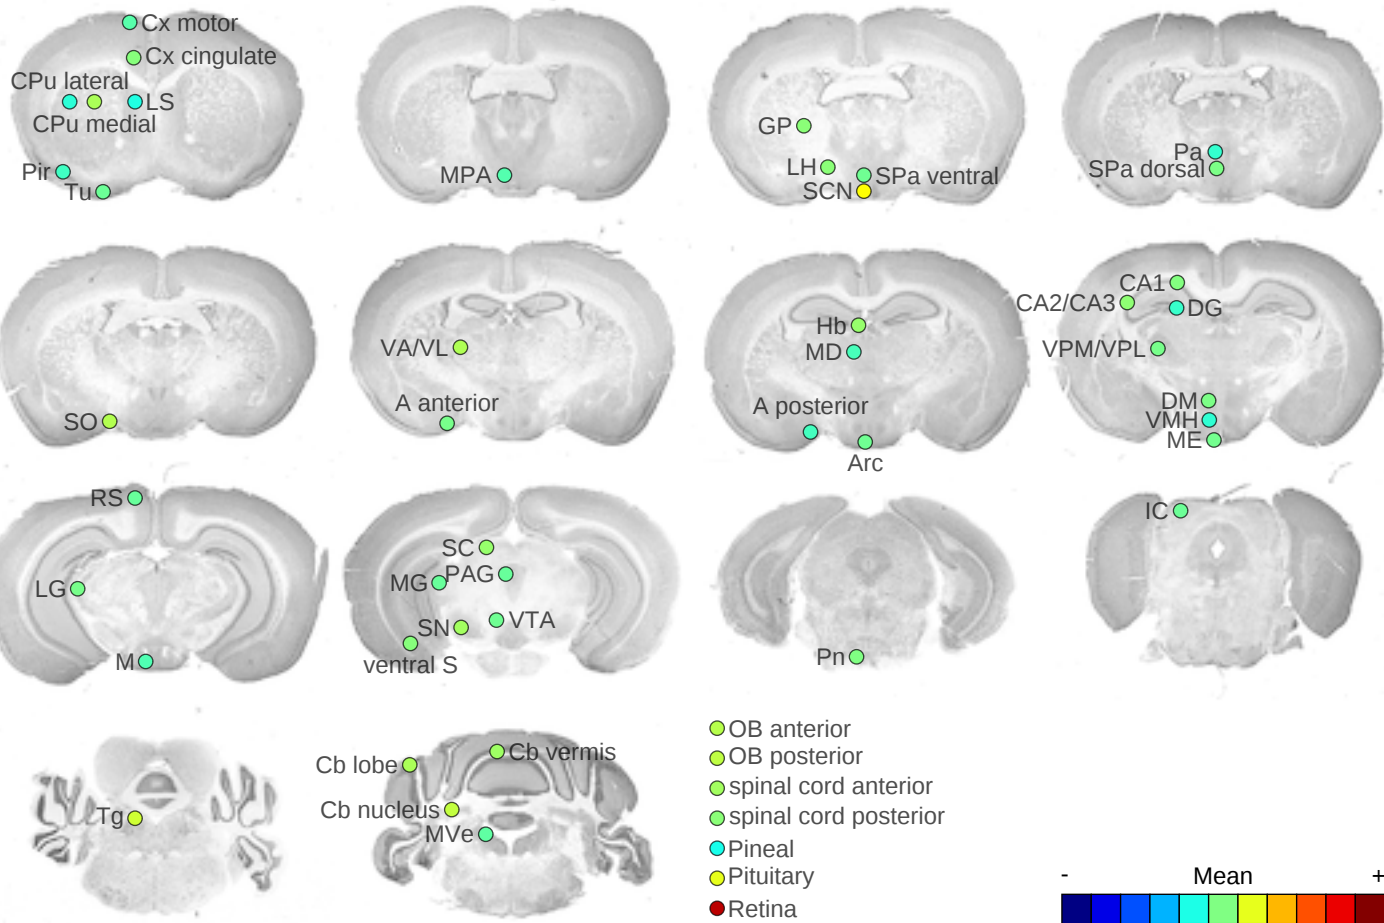 Cx motor
Cx cingulate
CPu lateral
LS
CPu medial
Pir
Tu
MPA
GP
LH
SPa ventral
SCN
Pa
SPa dorsal
SO
VA/VL
A anterior
Hb
MD
A posterior
Arc
CA1
CA2/CA3
DG
VPM/VPL
DM
VMH
ME
RS
LG
M
SC
MG
PAG
SN
VTA
ventral S
Pn
IC
Tg
Cb lobe
Cb vermis
Cb nucleus
MVe
OB anterior
OB posterior
spinal cord anterior
spinal cord posterior
Pineal
Pituitary
Retina
- Mean +